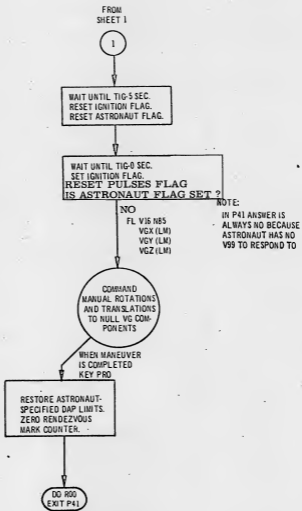 FROM
SHEET 1
1
WAIT UNTIL TIG-5 SEC.
RESET IGNITION FLAG.
RESET ASTRONAUT FLAG.
WAIT UNTIL TIG-0 SEC.
SET IGNITION FLAG.
RESET PULSES FLAG
IS ASTRONAUT FLAG SET ?
NO
FL V16 N85
VGX (LM)
VGY (LM)
VGZ (LM)
NOTE:
IN P41 ANSWER IS
ALWAYS NO BECAUSE
ASTRONAUT HAS NO
V99 TO RESPOND TO
COMMAND
MANUAL ROTATIONS
AND TRANSLATIONS
TO NULL VG COM-
PONENTS
WHEN MANEUVER
IS COMPLETED
KEY PRO
RESTORE ASTRONAUT-
SPECIFIED DAP LIMITS.
ZERO RENDEZVOUS
MARK COUNTER.
DO R00
EXIT P41